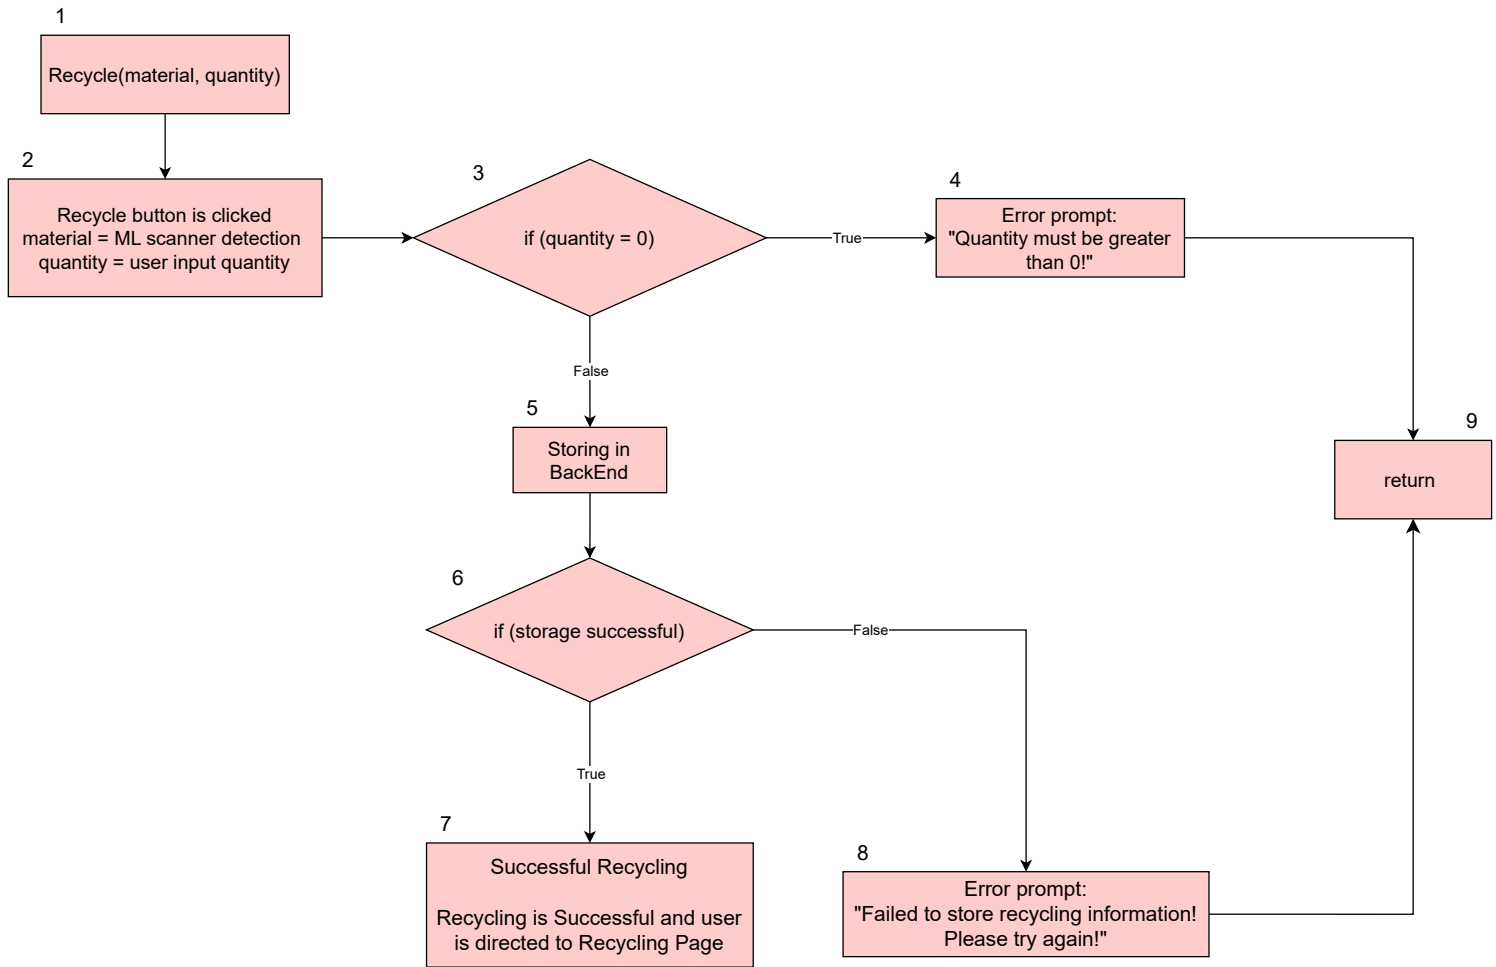 1
Recycle(material, quantity)
2
Recycle button is clicked
material = ML scanner detection
quantity = user input quantity
3
if (quantity = 0)
True
4
Error prompt:
"Quantity must be greater
than 0!"
False
5
Storing in
BackEnd
9
return
6
if (storage successful)
False
True
7
Successful Recycling
Recycling is Successful and user
is directed to Recycling Page
8
Error prompt:
"Failed to store recycling information!
Please try again!"